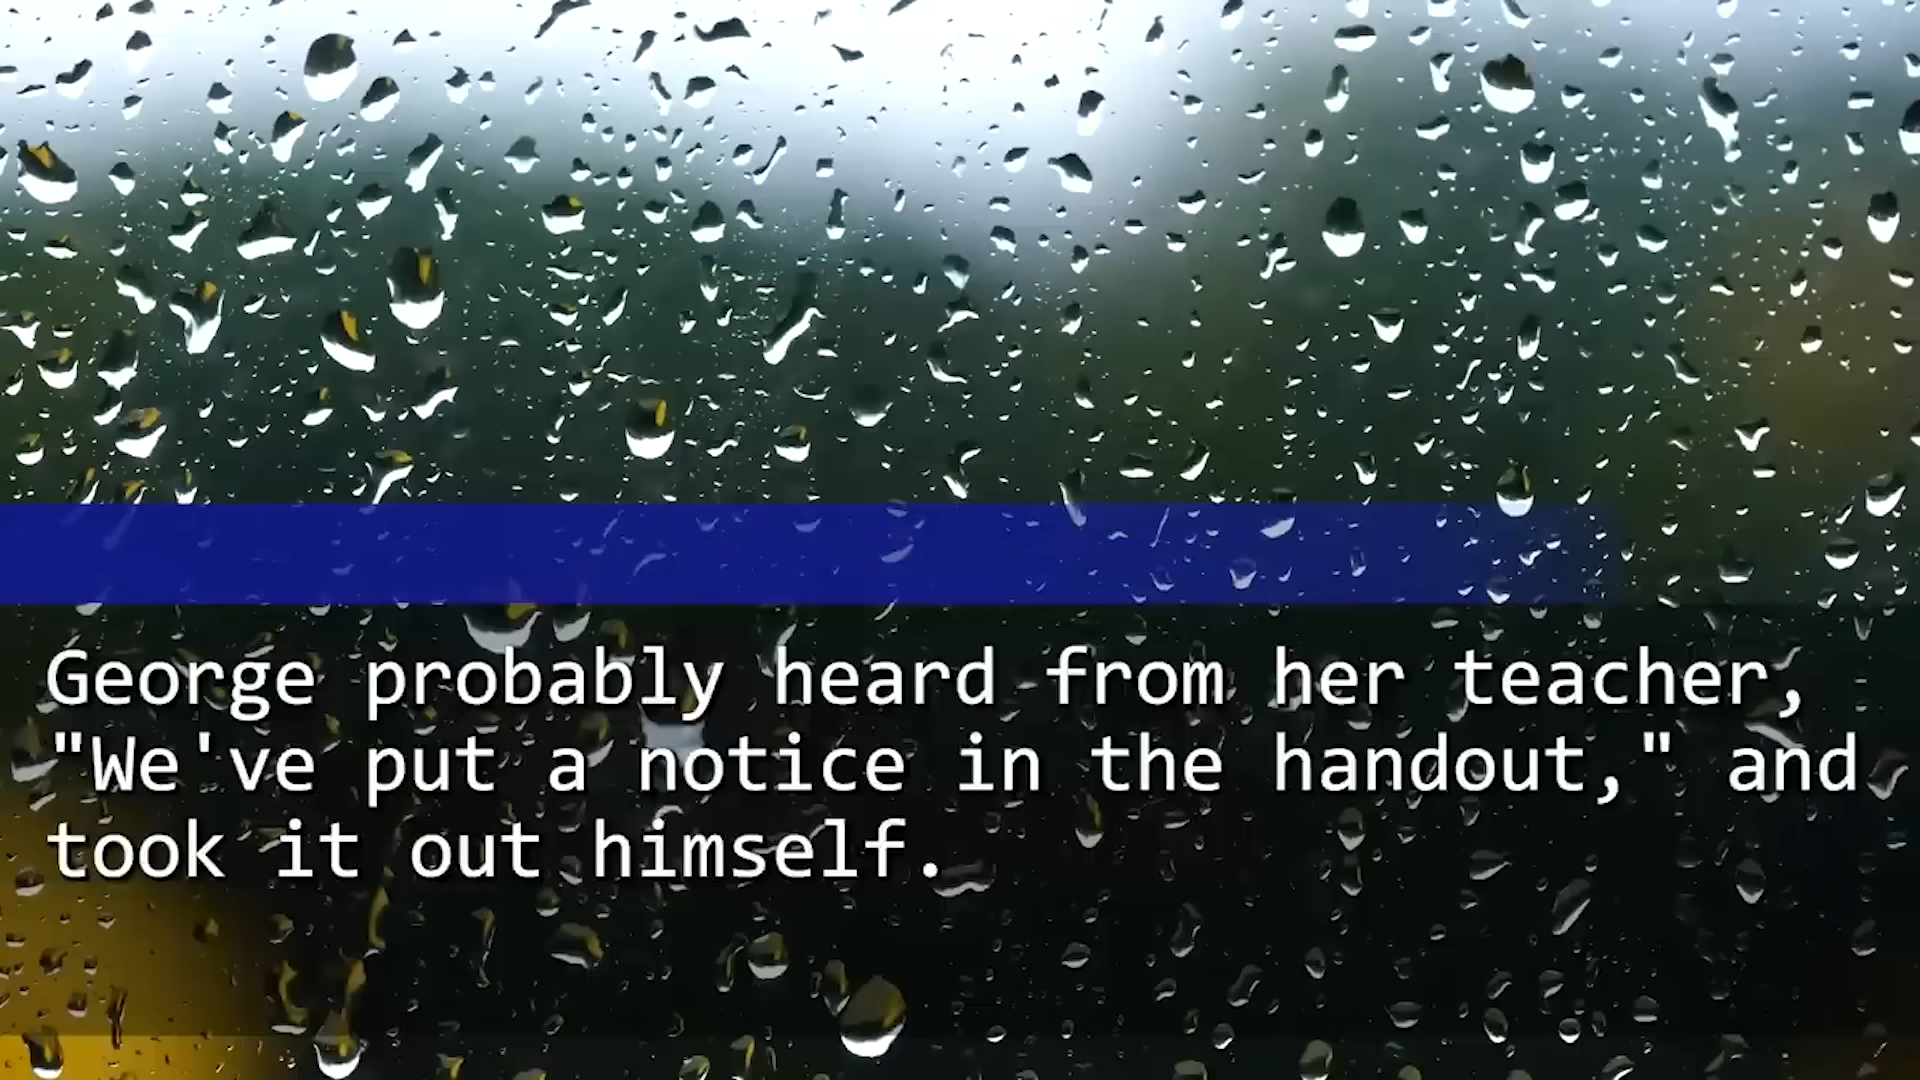 George probably heard from her teacher,
"We've put a notice in the handout," and
took it out himself.